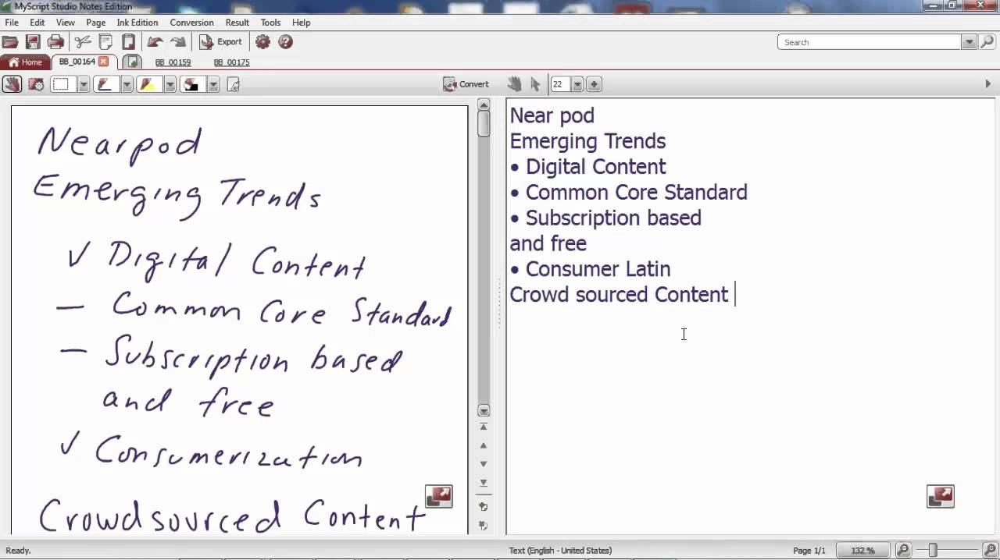 MyScript Studio Notes Edition
File Edit View Page Ink Edition Conversion Result Tools Help
Export Search
Home BB_00164 BB_00159 BB_00175
Convert 22
Nearpod
Emerging Trends
✓ Digital Content
— Common Core Standard
— Subscription based
and free
✓ Consumerization
Crowdsourced Content
Near pod
Emerging Trends
• Digital Content
• Common Core Standard
• Subscription based
and free
• Consumer Latin
Crowd sourced Content
Ready. Text (English - United States) Page 1/1 132 %